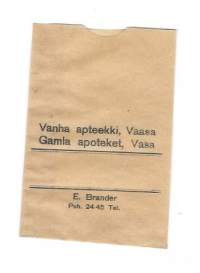 Vanha apteekki, Vaasa
Gamla apoteket, Vasa
E. Brander
Puh. 24-45 Tel.